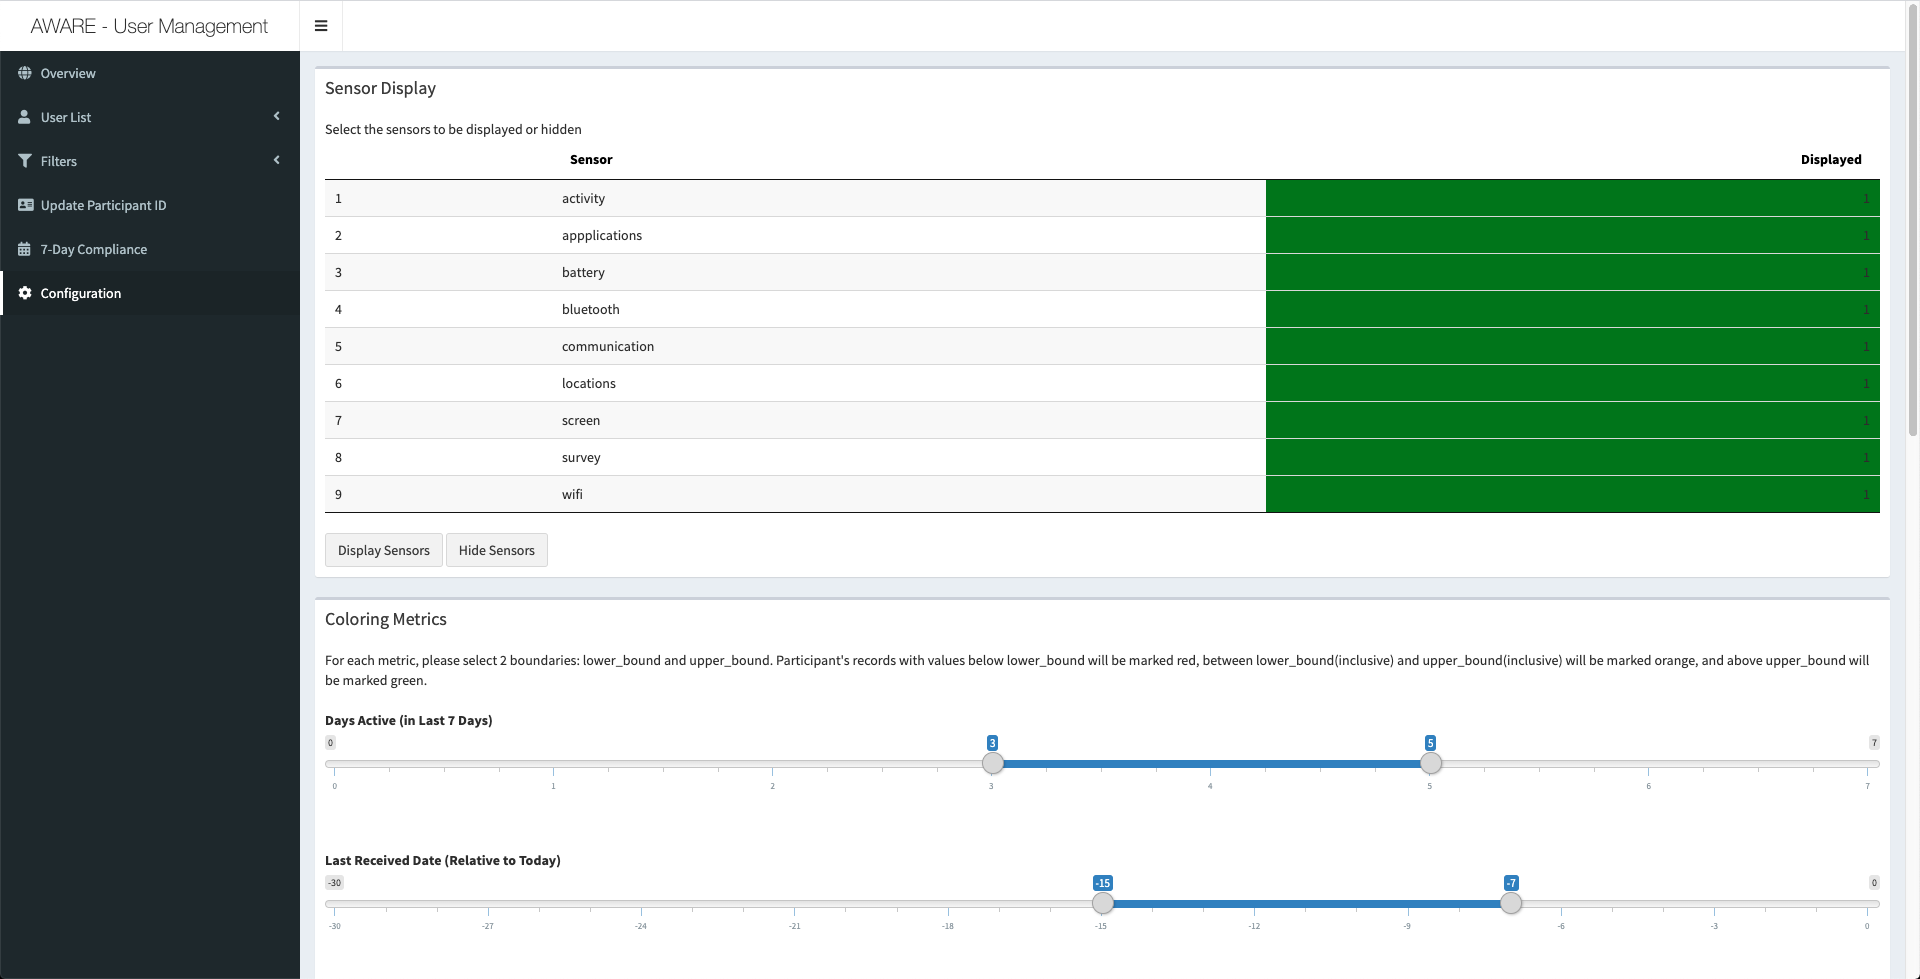 AWARE - User Management
Overview
User List
Filters
Update Participant ID
7-Day Compliance
Configuration
Sensor Display
Select the sensors to be displayed or hidden
Sensor Displayed
1 activity 1
2 appplications 1
3 battery 1
4 bluetooth 1
5 communication 1
6 locations 1
7 screen 1
8 survey 1
9 wifi 1
Display Sensors Hide Sensors
Coloring Metrics
For each metric, please select 2 boundaries: lower_bound and upper_bound. Participant's records with values below lower_bound will be marked red, between lower_bound(inclusive) and upper_bound(inclusive) will be marked orange, and above upper_bound will
be marked green.
Days Active (in Last 7 Days)
0 3 5 7
0 1 2 3 4 5 6 7
Last Received Date (Relative to Today)
-30 -15 -7 0
-30 -27 -24 -21 -18 -15 -12 -9 -6 -3 0